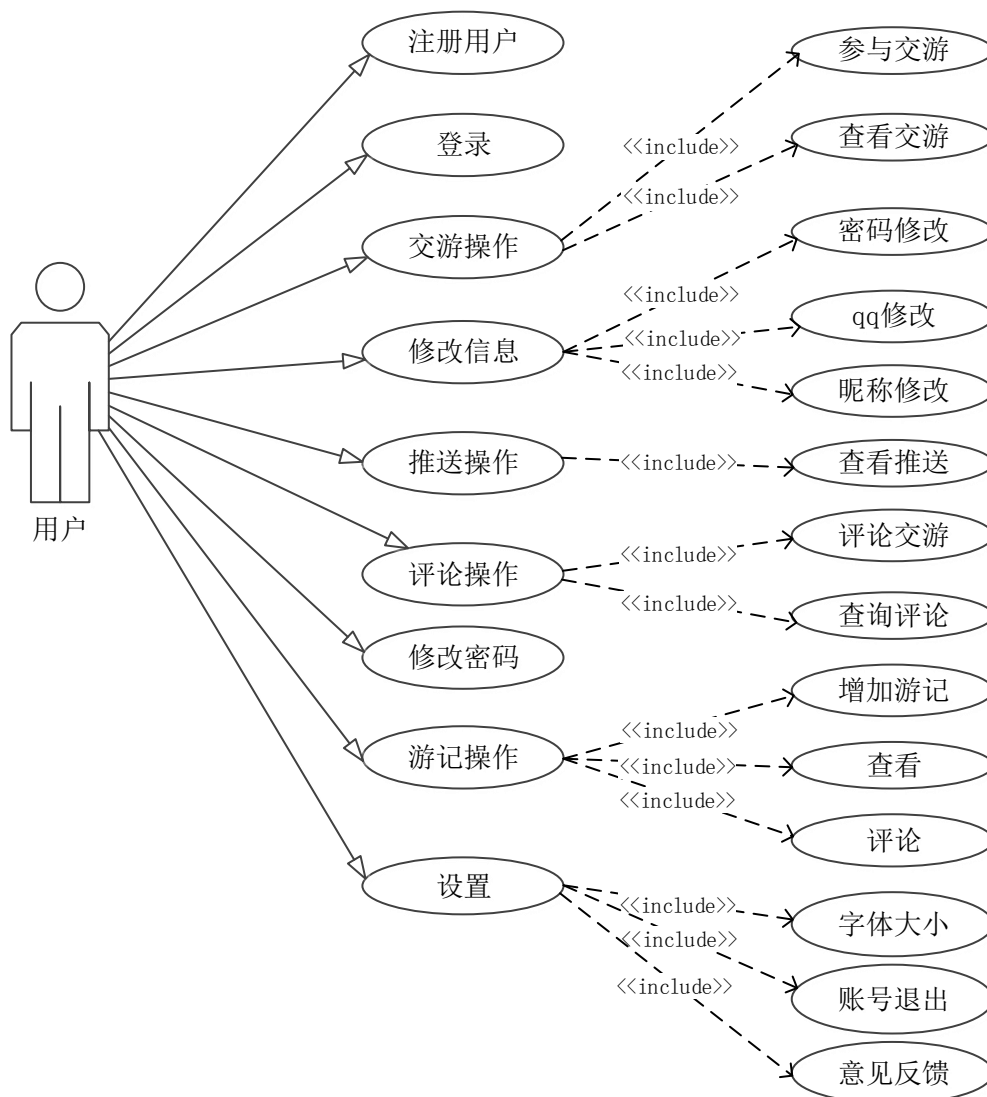 注册用户
参与交游
登录
<<include>>
查看交游
<<include>>
交游操作
密码修改
<<include>>
qq修改
<<include>>
修改信息
<<include>>
昵称修改
推送操作
<<include>>
查看推送
用户
评论交游
<<include>>
评论操作
<<include>>
查询评论
修改密码
增加游记
<<include>>
游记操作
<<include>>
查看
<<include>>
评论
设置
<<include>>
字体大小
<<include>>
<<include>>
账号退出
意见反馈